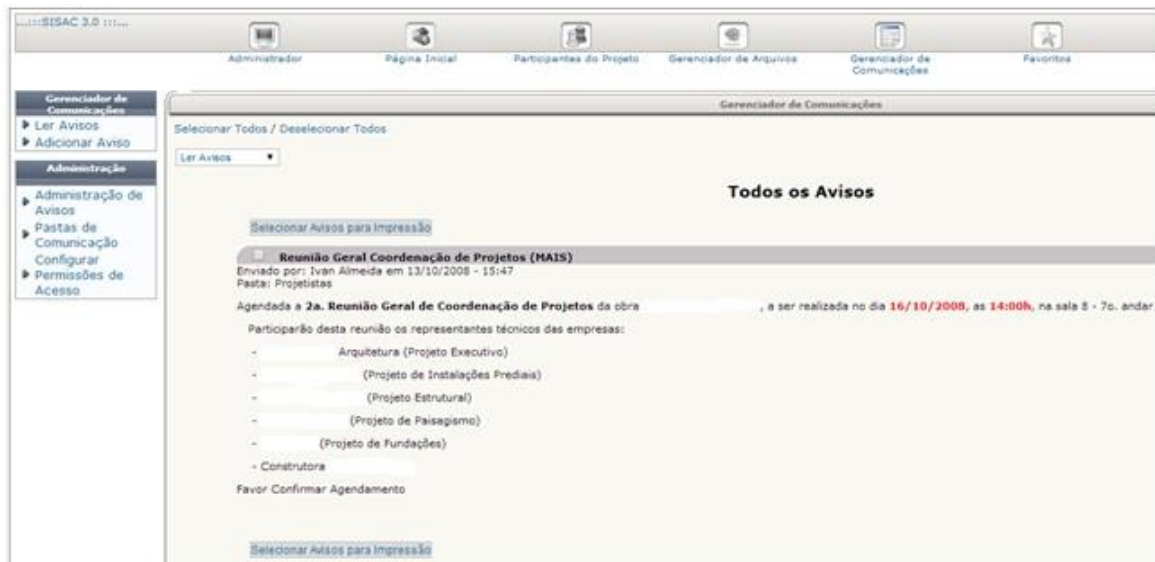 ...:::SISAC 3.0 :::...
Administrador
Página Inicial
Participantes do Projeto
Gerenciador de Arquivos
Gerenciador de
Comunicações
Favoritos
Gerenciador de
Comunicações
Ler Avisos
Adicionar Aviso
Administração
Administração de
Avisos
Pastas de
Comunicação
Configurar
Permissões de
Acesso
Gerenciador de Comunicações
Selecionar Todos / Deselecionar Todos
Ler Avisos
Todos os Avisos
Selecionar Avisos para Impressão
Reunião Geral Coordenação de Projetos (MAIS)
Enviado por: Ivan Almeida em 13/10/2008 - 15:47
Pasta: Projetistas
Agendada a 2a. Reunião Geral de Coordenação de Projetos da obra , a ser realizada no dia 16/10/2008, as 14:00h, na sala 8 - 7o. andar
Participarão desta reunião os representantes técnicos das empresas:
- Arquitetura (Projeto Executivo)
- (Projeto de Instalações Prediais)
- (Projeto Estrutural)
- (Projeto de Paisagismo)
- (Projeto de Fundações)
- Construtora
Favor Confirmar Agendamento
Selecionar Avisos para Impressão